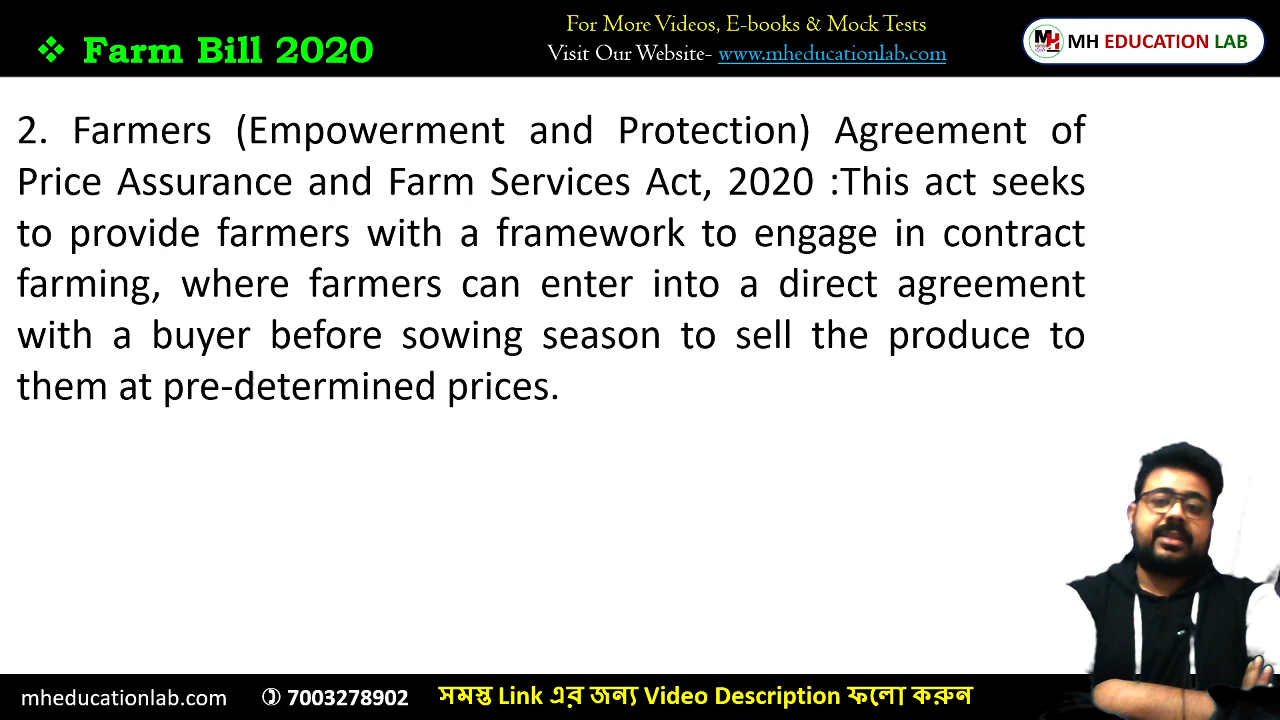 ❖ Farm Bill 2020
For More Videos, E-books & Mock Tests
Visit Our Website- www.mheducationlab.com
MH EDUCATION LAB
2. Farmers (Empowerment and Protection) Agreement of
Price Assurance and Farm Services Act, 2020 :This act seeks
to provide farmers with a framework to engage in contract
farming, where farmers can enter into a direct agreement
with a buyer before sowing season to sell the produce to
them at pre-determined prices.
mheducationlab.com
7003278902
সমস্ত Link এর জন্য Video Description ফলো করুন